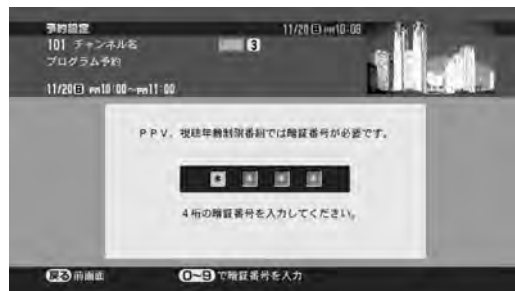 予約設定
11/20 日 PM10:08
101 チャンネル名
3
プログラム予約
11/20日 PM10:00~PM11:00
PPV、視聴年齢制限番組では暗証番号が必要です。
* * * *
4桁の暗証番号を入力してください。
戻る 前画面
0~9 で暗証番号を入力